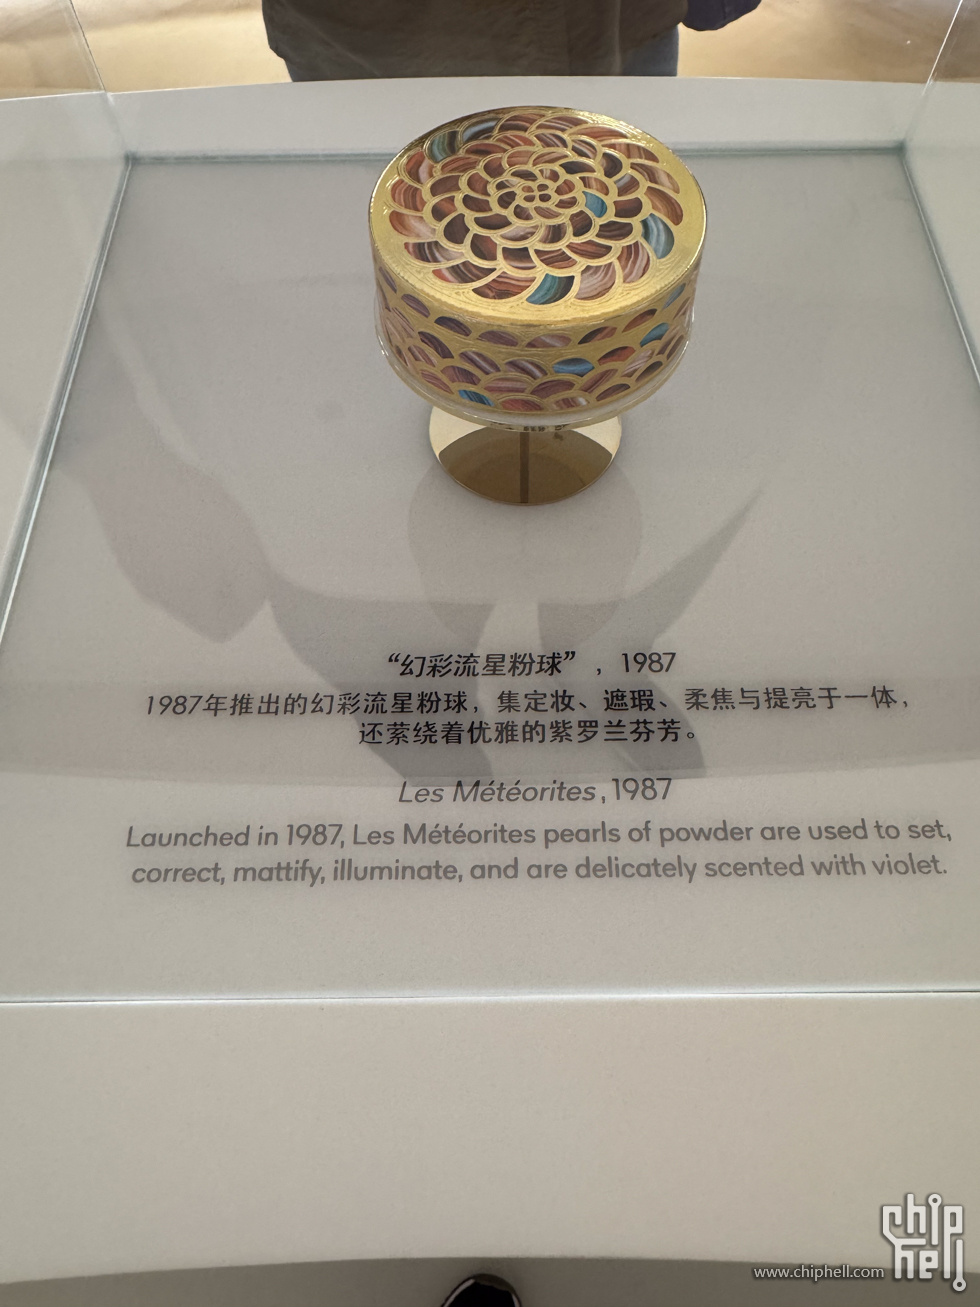 “幻彩流星粉球”，1987
1987年推出的幻彩流星粉球，集定妆、遮瑕、柔焦与提亮于一体，
还萦绕着优雅的紫罗兰芬芳。
Les Météorites, 1987
Launched in 1987, Les Météorites pearls of powder are used to set,
correct, mattify, illuminate, and are delicately scented with violet.
chip
hell
www.chiphell.com